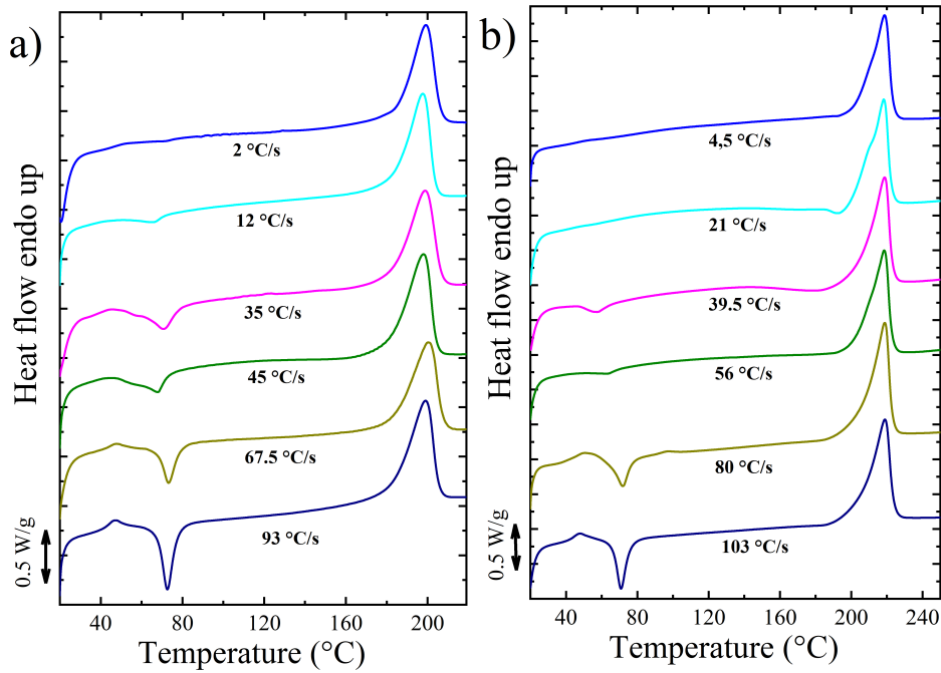 a)
Heat flow endo up
2 °C/s
12 °C/s
35 °C/s
45 °C/s
67.5 °C/s
93 °C/s
0.5 W/g
40 80 120 160 200
Temperature (°C)
b)
Heat flow endo up
4,5 °C/s
21 °C/s
39.5 °C/s
56 °C/s
80 °C/s
103 °C/s
0.5 W/g
40 80 120 160 200 240
Temperature (°C)